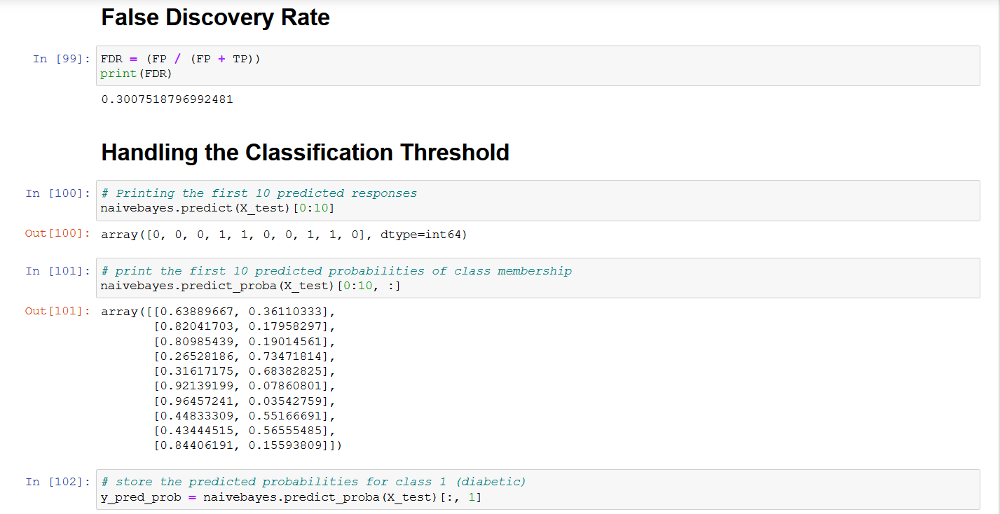 False Discovery Rate
In [99]: FDR = (FP / (FP + TP))
print(FDR)
0.3007518796992481
Handling the Classification Threshold
In [100]: # Printing the first 10 predicted responses
naivebayes.predict(X_test)[0:10]
Out[100]: array([0, 0, 0, 1, 1, 0, 0, 1, 1, 0], dtype=int64)
In [101]: # print the first 10 predicted probabilities of class membership
naivebayes.predict_proba(X_test)[0:10, :]
Out[101]: array([[0.63889667, 0.36110333],
[0.82041703, 0.17958297],
[0.80985439, 0.19014561],
[0.26528186, 0.73471814],
[0.31617175, 0.68382825],
[0.92139199, 0.07860801],
[0.96457241, 0.03542759],
[0.44833309, 0.55166691],
[0.43444515, 0.56555485],
[0.84406191, 0.15593809]])
In [102]: # store the predicted probabilities for class 1 (diabetic)
y_pred_prob = naivebayes.predict_proba(X_test)[:, 1]